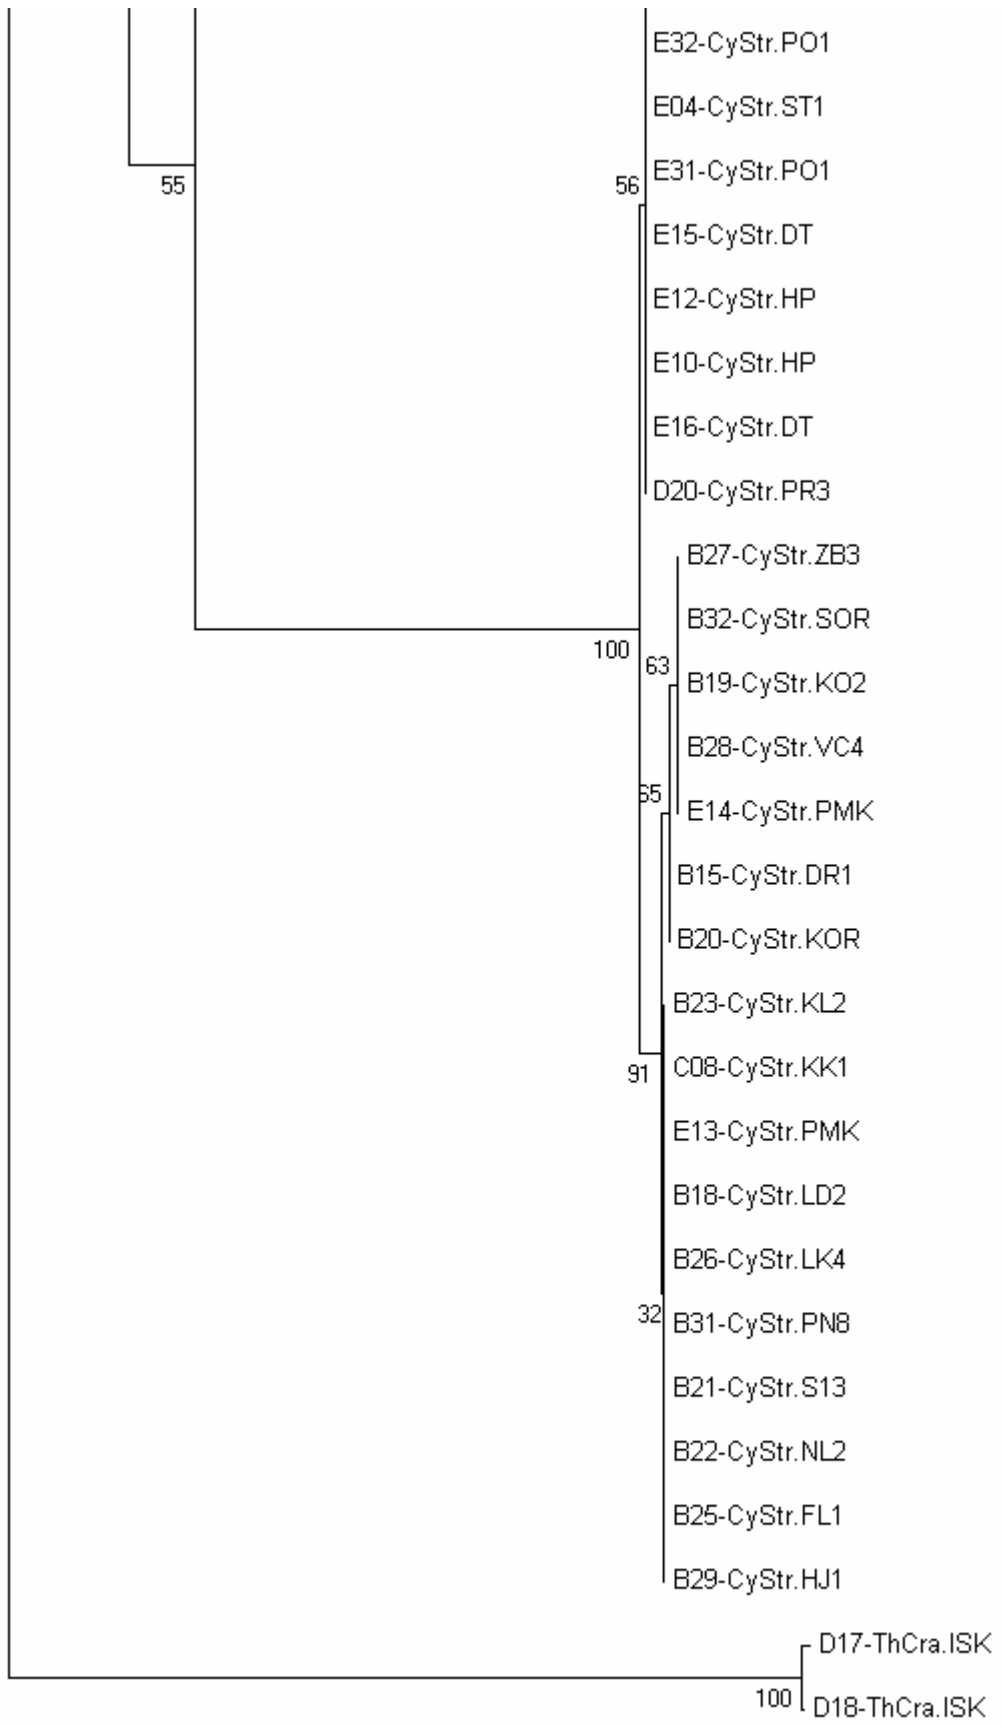 E32-CyStr.PO1
E04-CyStr.ST1
E31-CyStr.PO1
55
56
E15-CyStr.DT
E12-CyStr.HP
E10-CyStr.HP
E16-CyStr.DT
D20-CyStr.PR3
B27-CyStr.ZB3
B32-CyStr.SOR
100
63
B19-CyStr.KO2
B28-CyStr.VC4
65
E14-CyStr.PMK
B15-CyStr.DR1
B20-CyStr.KOR
B23-CyStr.KL2
C08-CyStr.KK1
91
E13-CyStr.PMK
B18-CyStr.LD2
B26-CyStr.LK4
32
B31-CyStr.PN8
B21-CyStr.S13
B22-CyStr.NL2
B25-CyStr.FL1
B29-CyStr.HJ1
D17-ThCra.ISK
100
D18-ThCra.ISK